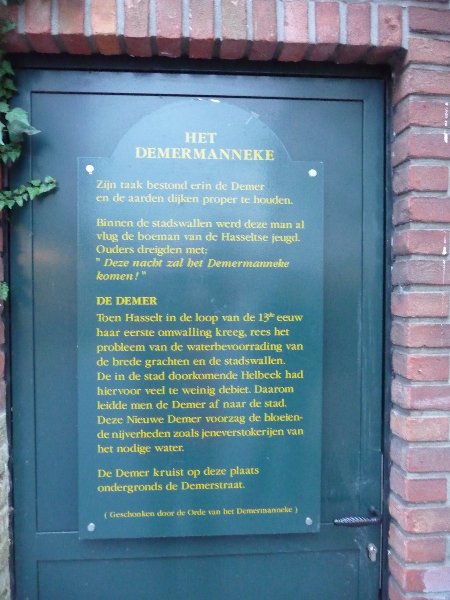 HET
DEMERMANNEKE
Zijn taak bestond erin de Demer
en de aarden dijken proper te houden.
Binnen de stadswallen werd deze man al
vlug de boeman van de Hasseltse jeugd.
Ouders dreigden met:
" Deze nacht zal het Demermanneke
komen! "
DE DEMER
Toen Hasselt in de loop van de 13de eeuw
haar eerste omwalling kreeg, rees het
probleem van de waterbevoorrading van
de brede grachten en de stadswallen.
De in de stad doorkomende Helbeek had
hiervoor veel te weinig debiet. Daarom
leidde men de Demer af naar de stad.
Deze Nieuwe Demer voorzag de bloeien-
de nijverheden zoals jeneverstokerijen van
het nodige water.
De Demer kruist op deze plaats
ondergronds de Demerstraat.
( Geschonken door de Orde van het Demermanneke )